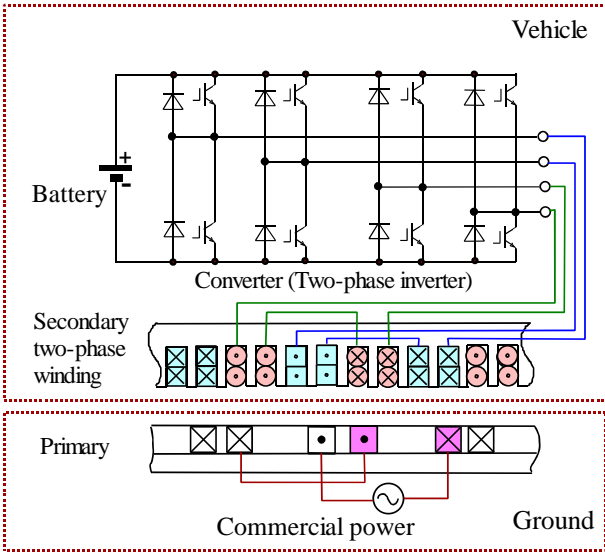 Vehicle
+
-
Battery
Converter (Two-phase inverter)
Secondary
two-phase
winding
Primary
Commercial power
Ground